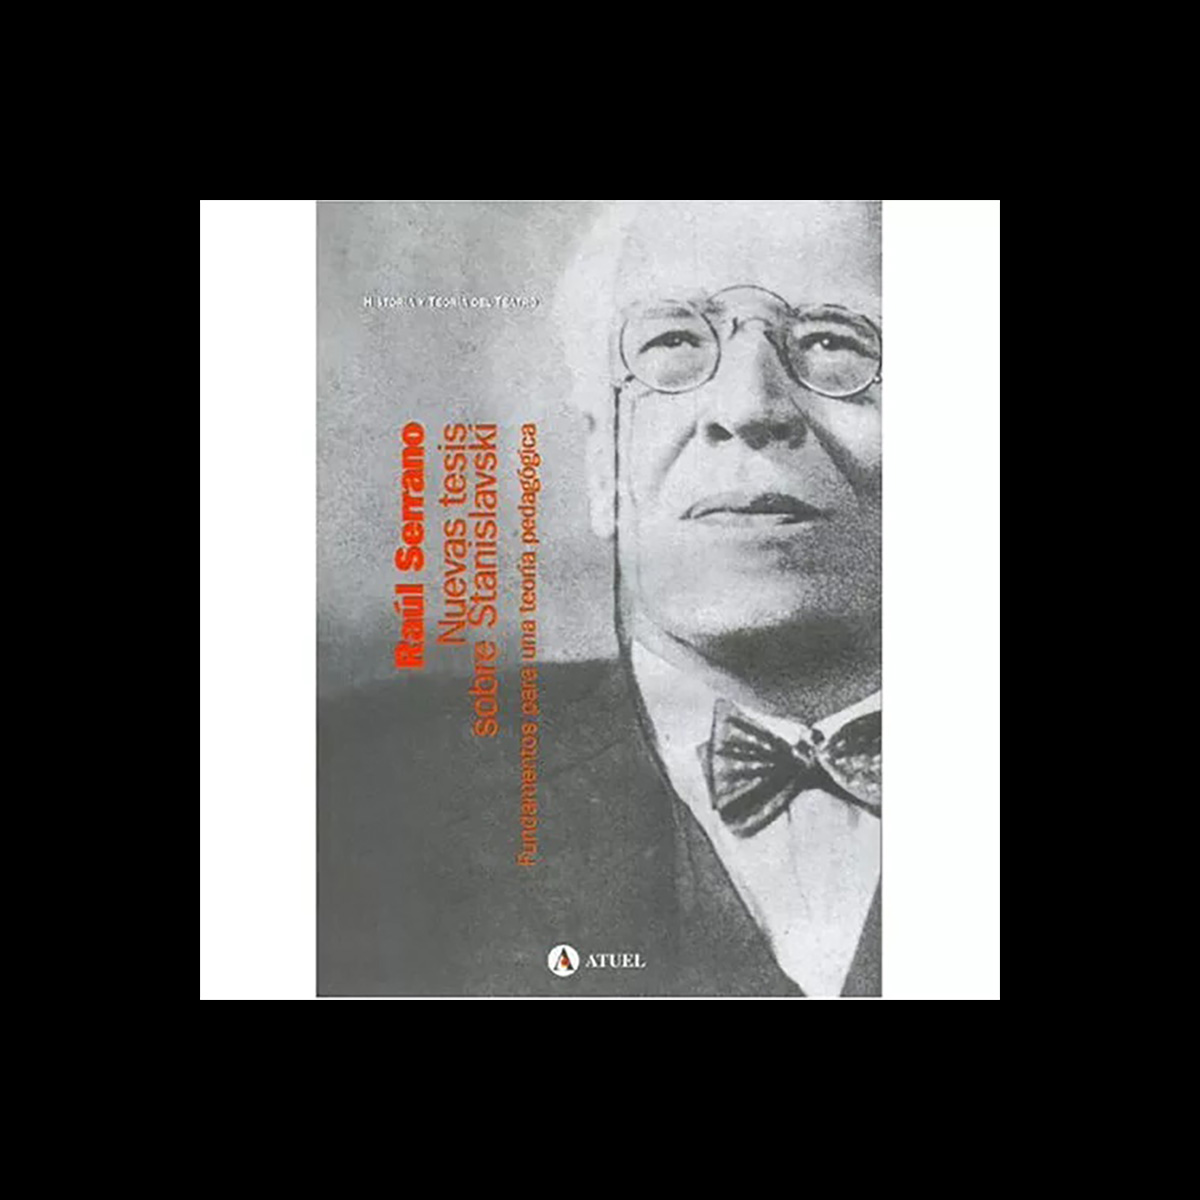 HISTORIA Y TEORÍA DEL TEATRO
Raúl Serrano
Nuevas tesis
sobre Stanislavski
Fundamentos para una teoría pedagógica
A ATUEL